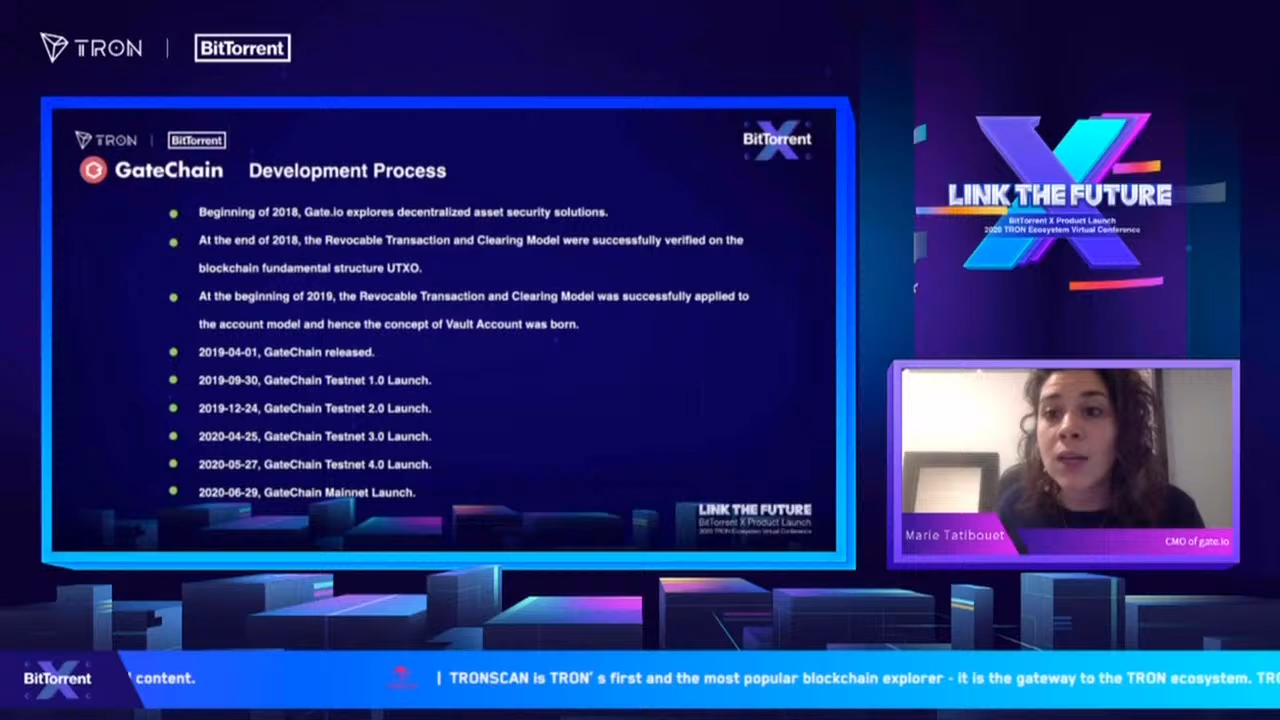 TRON | BitTorrent
TRON | BitTorrent
BitTorrent
GateChain Development Process
Beginning of 2018, Gate.io explores decentralized asset security solutions.
At the end of 2018, the Revocable Transaction and Clearing Model were successfully verified on the
blockchain fundamental structure UTXO.
At the beginning of 2019, the Revocable Transaction and Clearing Model was successfully applied to
the account model and hence the concept of Vault Account was born.
2019-04-01, GateChain released.
2019-09-30, GateChain Testnet 1.0 Launch.
2019-12-24, GateChain Testnet 2.0 Launch.
2020-04-25, GateChain Testnet 3.0 Launch.
2020-05-27, GateChain Testnet 4.0 Launch.
2020-06-29, GateChain Mainnet Launch.
LINK THE FUTURE
BitTorrent X Product Launch
2020 TRON Ecosystem Virtual Conference
X
LINK THE FUTURE
BitTorrent X Product Launch
2020 TRON Ecosystem Virtual Conference
Marie Tatibouet
CMO of gate.io
BitTorrent
content.
| TRONSCAN is TRON' s first and the most popular blockchain explorer - it is the gateway to the TRON ecosystem. TRO